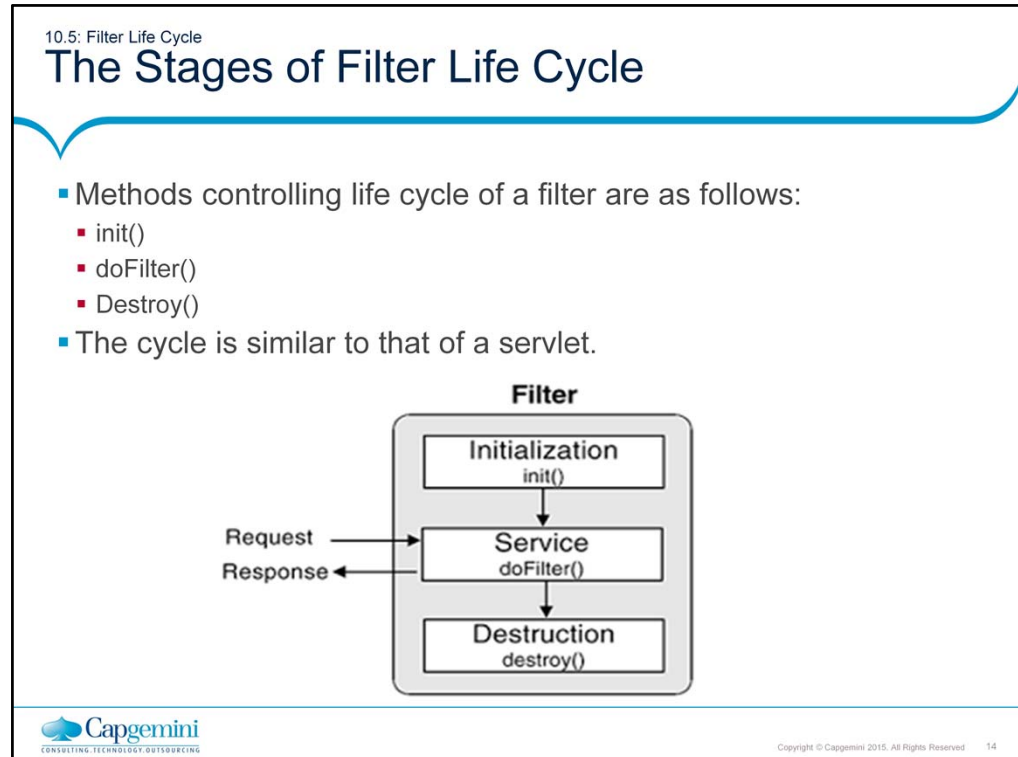 10.5: Filter Life Cycle
The Stages of Filter Life Cycle
Methods controlling life cycle of a filter are as follows:
init()
doFilter()
Destroy()
The cycle is similar to that of a servlet.
Filter
Initialization
init()
Request
Response
Service
doFilter()
Destruction
destroy()
Capgemini
CONSULTING.TECHNOLOGY.OUTSOURCING
Copyright © Capgemini 2015. All Rights Reserved 14